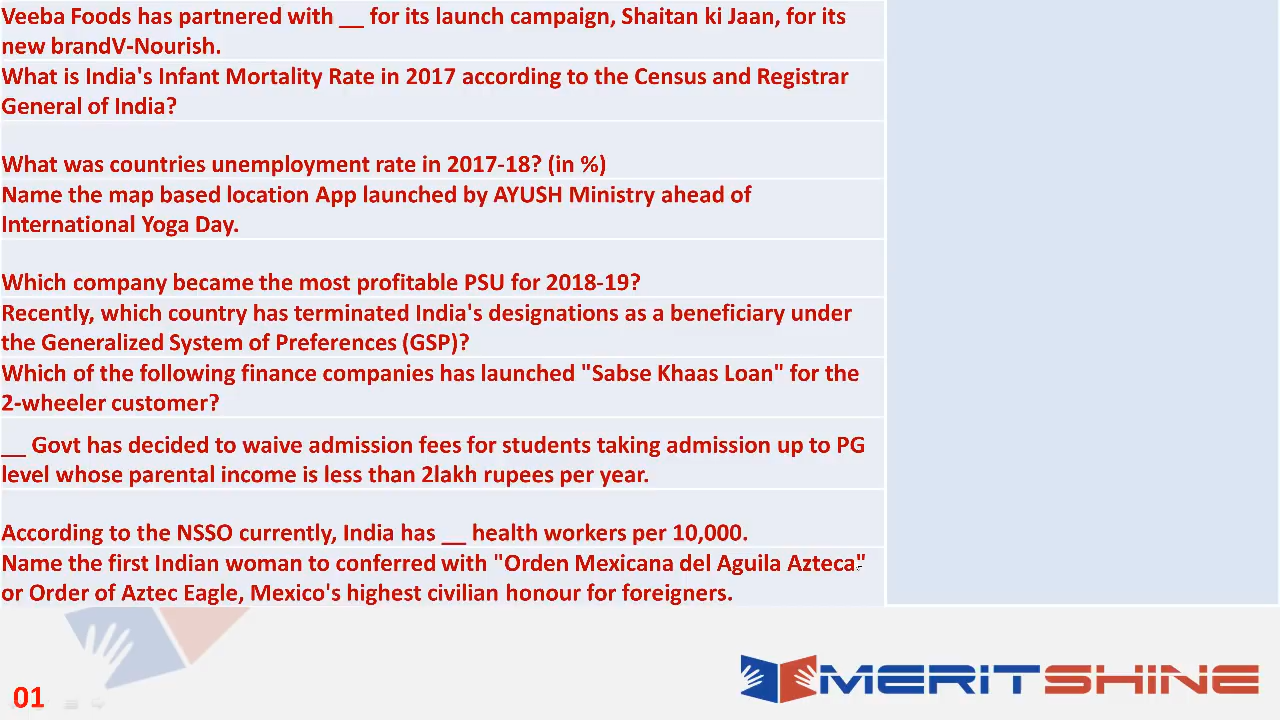 Veeba Foods has partnered with __ for its launch campaign, Shaitan ki Jaan, for its
new brandV-Nourish.
What is India's Infant Mortality Rate in 2017 according to the Census and Registrar
General of India?
What was countries unemployment rate in 2017-18? (in %)
Name the map based location App launched by AYUSH Ministry ahead of
International Yoga Day.
Which company became the most profitable PSU for 2018-19?
Recently, which country has terminated India's designations as a beneficiary under
the Generalized System of Preferences (GSP)?
Which of the following finance companies has launched "Sabse Khaas Loan" for the
2-wheeler customer?
__ Govt has decided to waive admission fees for students taking admission up to PG
level whose parental income is less than 2lakh rupees per year.
According to the NSSO currently, India has __ health workers per 10,000.
Name the first Indian woman to conferred with "Orden Mexicana del Aguila Azteca"
or Order of Aztec Eagle, Mexico's highest civilian honour for foreigners.
01
MERITSHINE